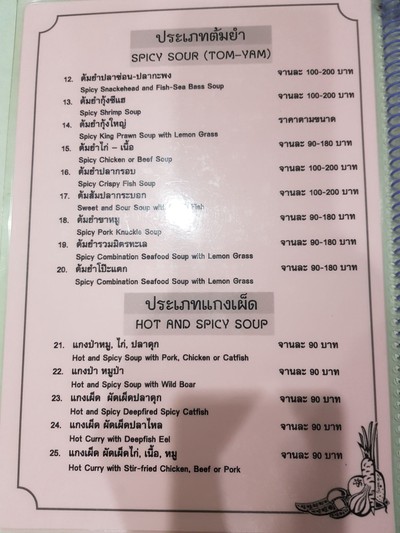 ประเภทต้มยำ
SPICY SOUR (TOM-YAM)
12. ต้มยำปลาช่อน-ปลากะพง จานละ 100-200 บาท
Spicy Snackehead and Fish-Sea Bass Soup
13. ต้มยำกุ้งชีแฮ จานละ 100-200 บาท
Spicy Shrimp Soup
14. ต้มยำกุ้งใหญ่ ราคาตามขนาด
Spicy King Prawn Soup with Lemon Grass
15. ต้มยำไก่ - เนื้อ จานละ 90-180 บาท
Spicy Chicken or Beef Soup
16. ต้มยำปลากรอบ จานละ 100-200 บาท
Spicy Crispy Fish Soup
17. ต้มส้มปลากระบอก จานละ 100-200 บาท
Sweet and Sour Soup with Fish
18. ต้มยำขาหมู จานละ 90-180 บาท
Spicy Pork Knuckle Soup
19. ต้มยำรวมมิตรทะเล จานละ 90-180 บาท
Spicy Combination Seafood Soup with Lemon Grass
20. ต้มยำโป๊ะแตก จานละ 90-180 บาท
Spicy Combination Seafood Soup with Lemon Grass
ประเภทแกงเผ็ด
HOT AND SPICY SOUP
21. แกงป่าหมู, ไก่, ปลาดุก จานละ 90 บาท
Hot and Spicy Soup with Pork, Chicken or Catfish
22. แกงป่า หมูป่า จานละ 90 บาท
Hot and Spicy Soup with Wild Boar
23. แกงเผ็ด ผัดเผ็ดปลาดุก จานละ 90 บาท
Hot and Spicy Deepfired Spicy Catfish
24. แกงเผ็ด ผัดเผ็ดปลาไหล จานละ 90 บาท
Hot Curry with Deepfish Eel
25. แกงเผ็ด ผัดเผ็ดไก่, เนื้อ, หมู จานละ 90 บาท
Hot Curry with Stir-fried Chicken, Beef or Pork